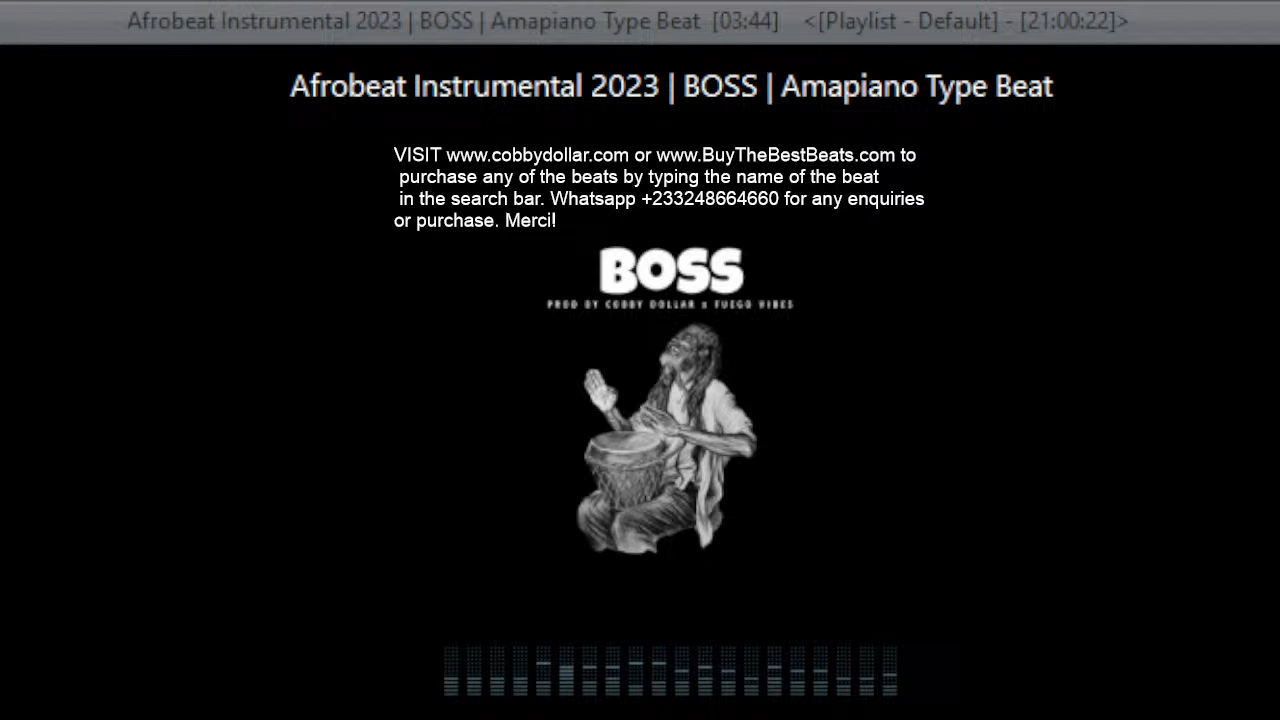 Afrobeat Instrumental 2023 | BOSS | Amapiano Type Beat [03:44] <[Playlist - Default] - [21:00:22]>
Afrobeat Instrumental 2023 | BOSS | Amapiano Type Beat
VISIT www.cobbydollar.com or www.BuyTheBestBeats.com to
purchase any of the beats by typing the name of the beat
in the search bar. Whatsapp +233248664660 for any enquiries
or purchase. Merci!
BOSS
PROD BY COBBY DOLLAR x FUEGO VIBES